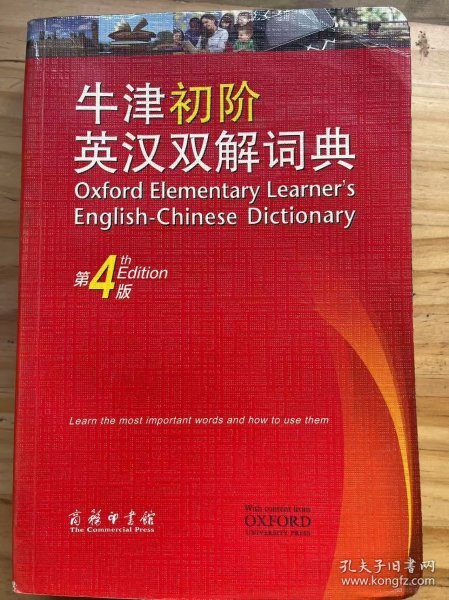 牛津初阶
英汉双解词典
Oxford Elementary Learner's
English-Chinese Dictionary
第4th Edition版
Learn the most important words and how to use them
商務印書館
The Commercial Press
With content from
OXFORD
UNIVERSITY PRESS
孔夫子旧书网
www.kongfz.com